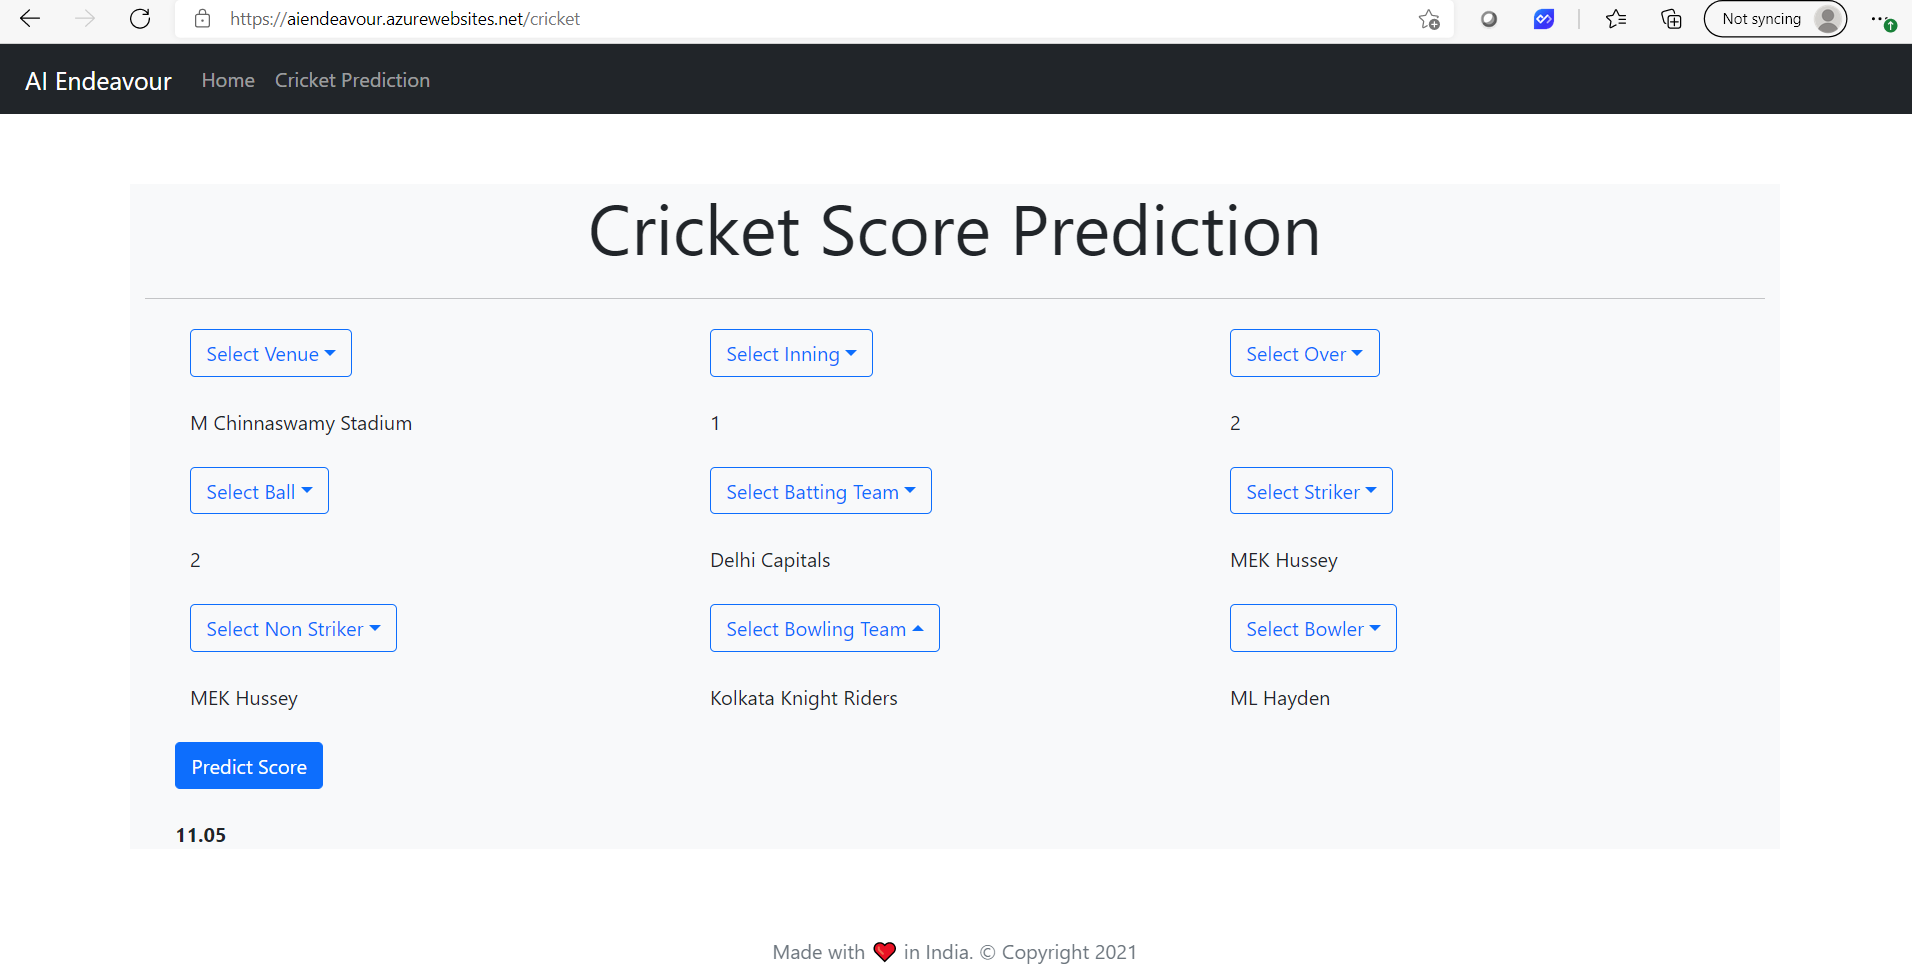 https://aiendeavour.azurewebsites.net/cricket
Not syncing
AI Endeavour Home Cricket Prediction
Cricket Score Prediction
Select Venue Select Inning Select Over
M Chinnaswamy Stadium 1 2
Select Ball Select Batting Team Select Striker
2 Delhi Capitals MEK Hussey
Select Non Striker Select Bowling Team Select Bowler
MEK Hussey Kolkata Knight Riders ML Hayden
Predict Score
11.05
Made with ❤️ in India. © Copyright 2021